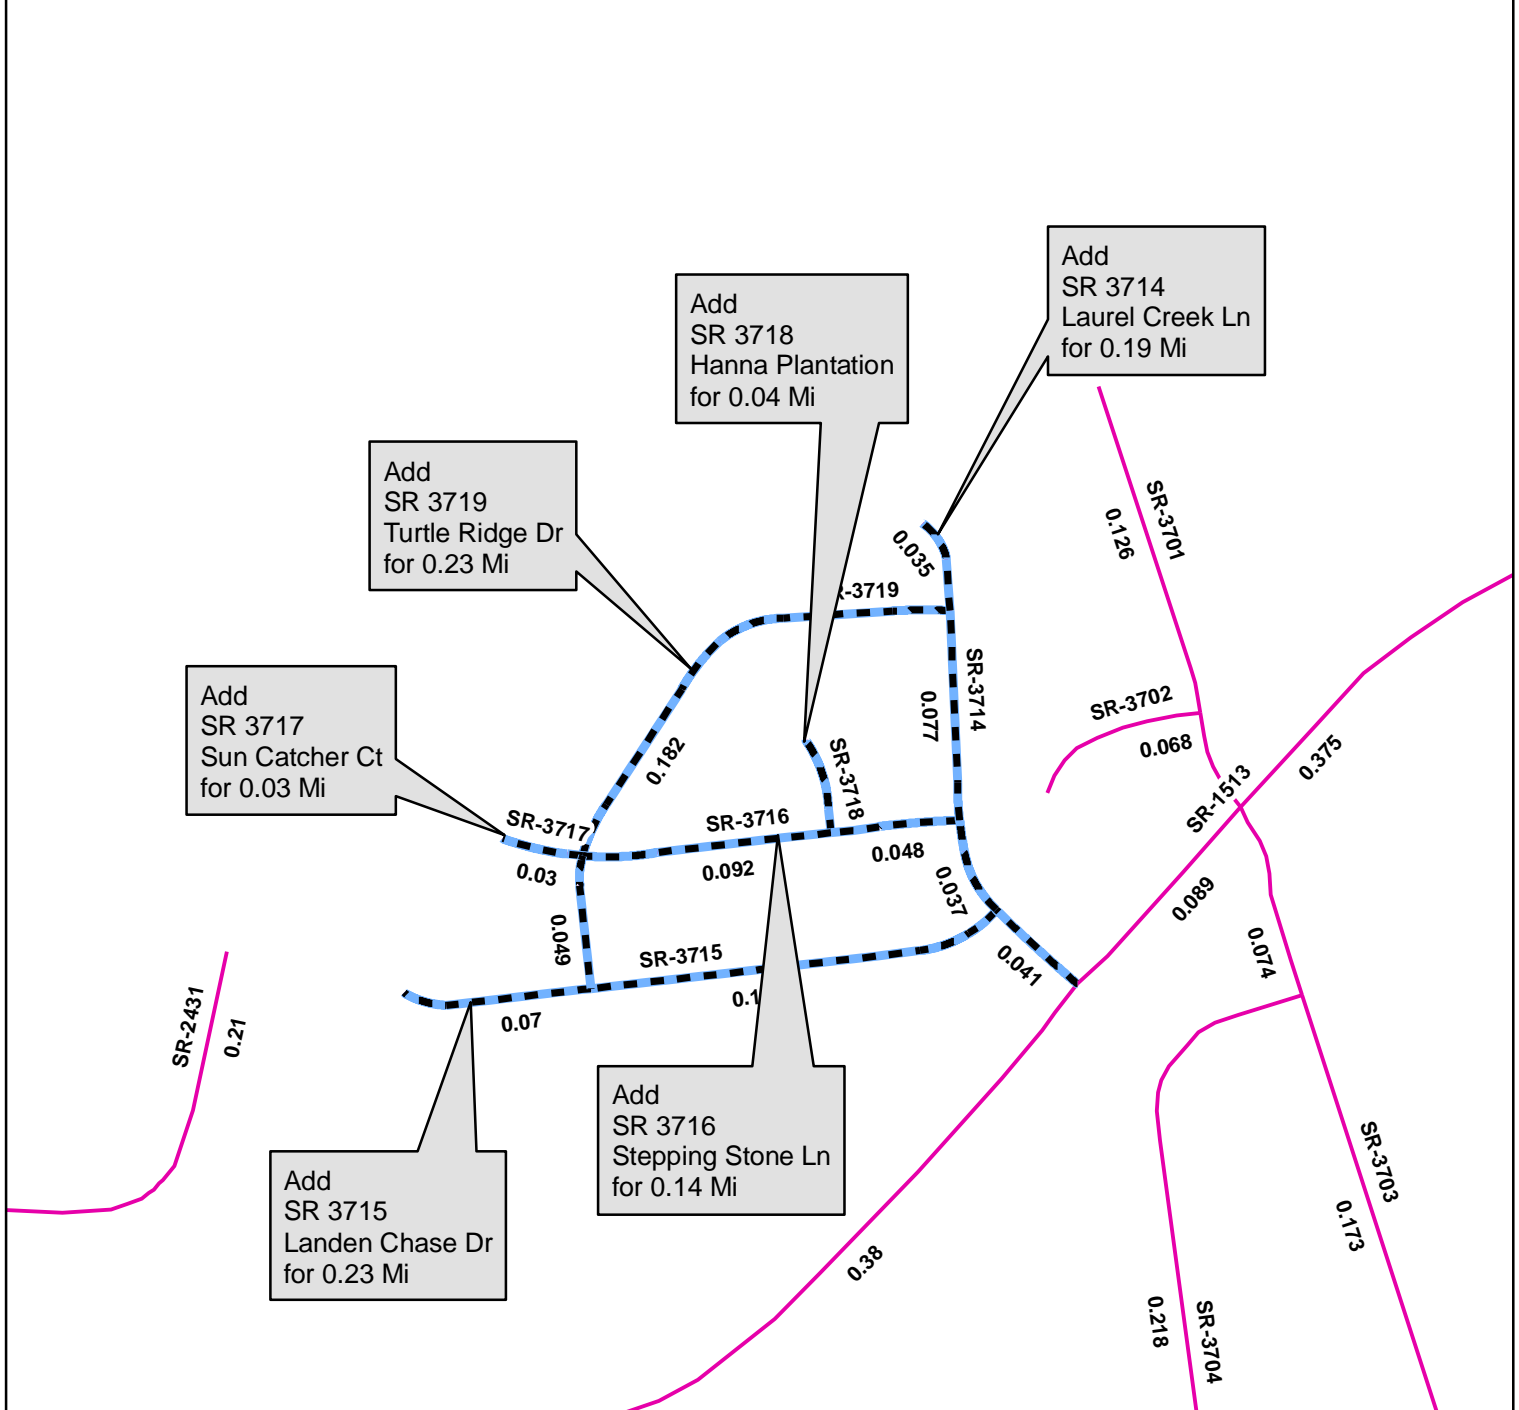 Add
SR 3714
Laurel Creek Ln
for 0.19 Mi
Add
SR 3718
Hanna Plantation
for 0.04 Mi
Add
SR 3719
Turtle Ridge Dr
for 0.23 Mi
Add
SR 3717
Sun Catcher Ct
for 0.03 Mi
Add
SR 3716
Stepping Stone Ln
for 0.14 Mi
Add
SR 3715
Landen Chase Dr
for 0.23 Mi
SR-3701
0.126
0.035
-3719
SR-3714
0.077
SR-3702
0.068
0.375
SR-1513
0.182
SR-3718
SR-3717
SR-3716
0.03
0.092
0.048
0.037
0.089
0.049
SR-3715
0.041
0.074
0.07
0.1
SR-2431
0.21
SR-3703
0.173
0.38
0.218
SR-3704